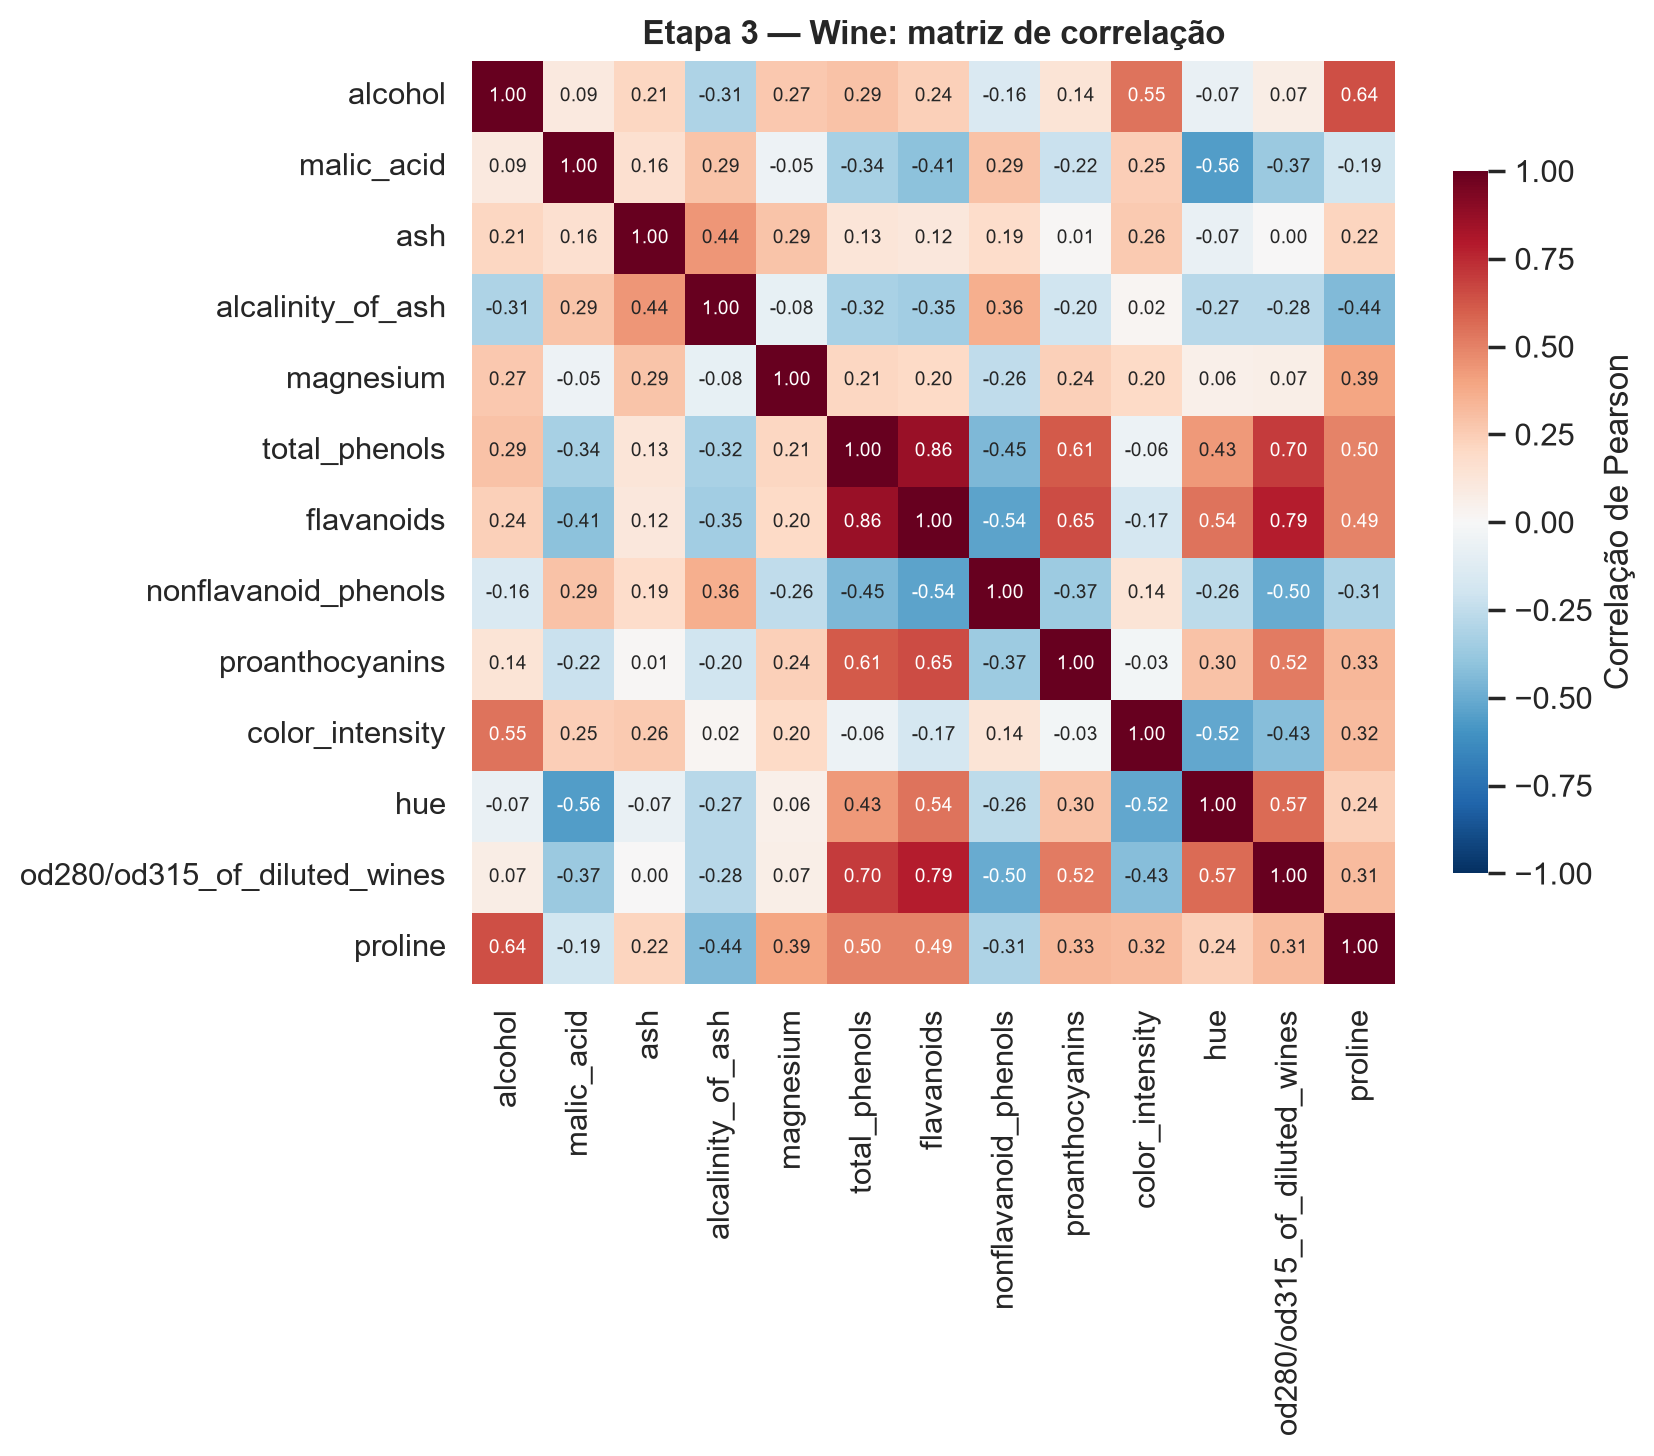 Etapa 3 — Wine: matriz de correlação
alcohol 1.00 0.09 0.21 -0.31 0.27 0.29 0.24 -0.16 0.14 0.55 -0.07 0.07 0.64
malic_acid 0.09 1.00 0.16 0.29 -0.05 -0.34 -0.41 0.29 -0.22 0.25 -0.56 -0.37 -0.19
ash 0.21 0.16 1.00 0.44 0.29 0.13 0.12 0.19 0.01 0.26 -0.07 0.00 0.22
alcalinity_of_ash -0.31 0.29 0.44 1.00 -0.08 -0.32 -0.35 0.36 -0.20 0.02 -0.27 -0.28 -0.44
magnesium 0.27 -0.05 0.29 -0.08 1.00 0.21 0.20 -0.26 0.24 0.20 0.06 0.07 0.39
total_phenols 0.29 -0.34 0.13 -0.32 0.21 1.00 0.86 -0.45 0.61 -0.06 0.43 0.70 0.50
flavanoids 0.24 -0.41 0.12 -0.35 0.20 0.86 1.00 -0.54 0.65 -0.17 0.54 0.79 0.49
nonflavanoid_phenols -0.16 0.29 0.19 0.36 -0.26 -0.45 -0.54 1.00 -0.37 0.14 -0.26 -0.50 -0.31
proanthocyanins 0.14 -0.22 0.01 -0.20 0.24 0.61 0.65 -0.37 1.00 -0.03 0.30 0.52 0.33
color_intensity 0.55 0.25 0.26 0.02 0.20 -0.06 -0.17 0.14 -0.03 1.00 -0.52 -0.43 0.32
hue -0.07 -0.56 -0.07 -0.27 0.06 0.43 0.54 -0.26 0.30 -0.52 1.00 0.57 0.24
od280/od315_of_diluted_wines 0.07 -0.37 0.00 -0.28 0.07 0.70 0.79 -0.50 0.52 -0.43 0.57 1.00 0.31
proline 0.64 -0.19 0.22 -0.44 0.39 0.50 0.49 -0.31 0.33 0.32 0.24 0.31 1.00
alcohol
malic_acid
ash
alcalinity_of_ash
magnesium
total_phenols
flavanoids
nonflavanoid_phenols
proanthocyanins
color_intensity
hue
od280/od315_of_diluted_wines
proline
1.00
0.75
0.50
0.25
0.00
−0.25
−0.50
−0.75
−1.00
Correlação de Pearson